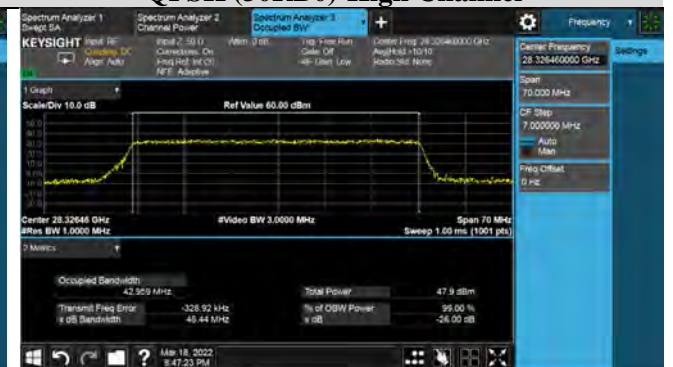 QPSK (50RB0) High Channel
Spectrum Analyzer 1
Swept SA
Spectrum Analyzer 2
Channel Power
Spectrum Analyzer 3
Occupied BW
+
Frequency
KEYSIGHT Input: RF
Coupling: DC
Align: Auto
Input Z: 50 Ω
Corrections: On
Freq Ref: Int (S)
NFE: Adaptive
Atten: 0 dB
Trig: Free Run
Gate: Off
#IF Gain: Low
Center Freq: 28.326460000 GHz
Avg|Hold: >10/10
Radio Std: None
Center Frequency
28.326460000 GHz
Settings
Span
70.000 MHz
CF Step
7.000000 MHz
Auto
Man
Freq Offset
0 Hz
1 Graph
Scale/Div 10.0 dB
Ref Value 60.00 dBm
Center 28.32646 GHz
#Res BW 1.0000 MHz
#Video BW 3.0000 MHz
Span 70 MHz
Sweep 1.00 ms (1001 pts)
2 Metrics
Occupied Bandwidth
42.959 MHz
Total Power
47.9 dBm
Transmit Freq Error
-328.92 kHz
% of OBW Power
99.00 %
x dB Bandwidth
48.44 MHz
x dB
-26.00 dB
?
Mar 18, 2022
8:47:23 PM